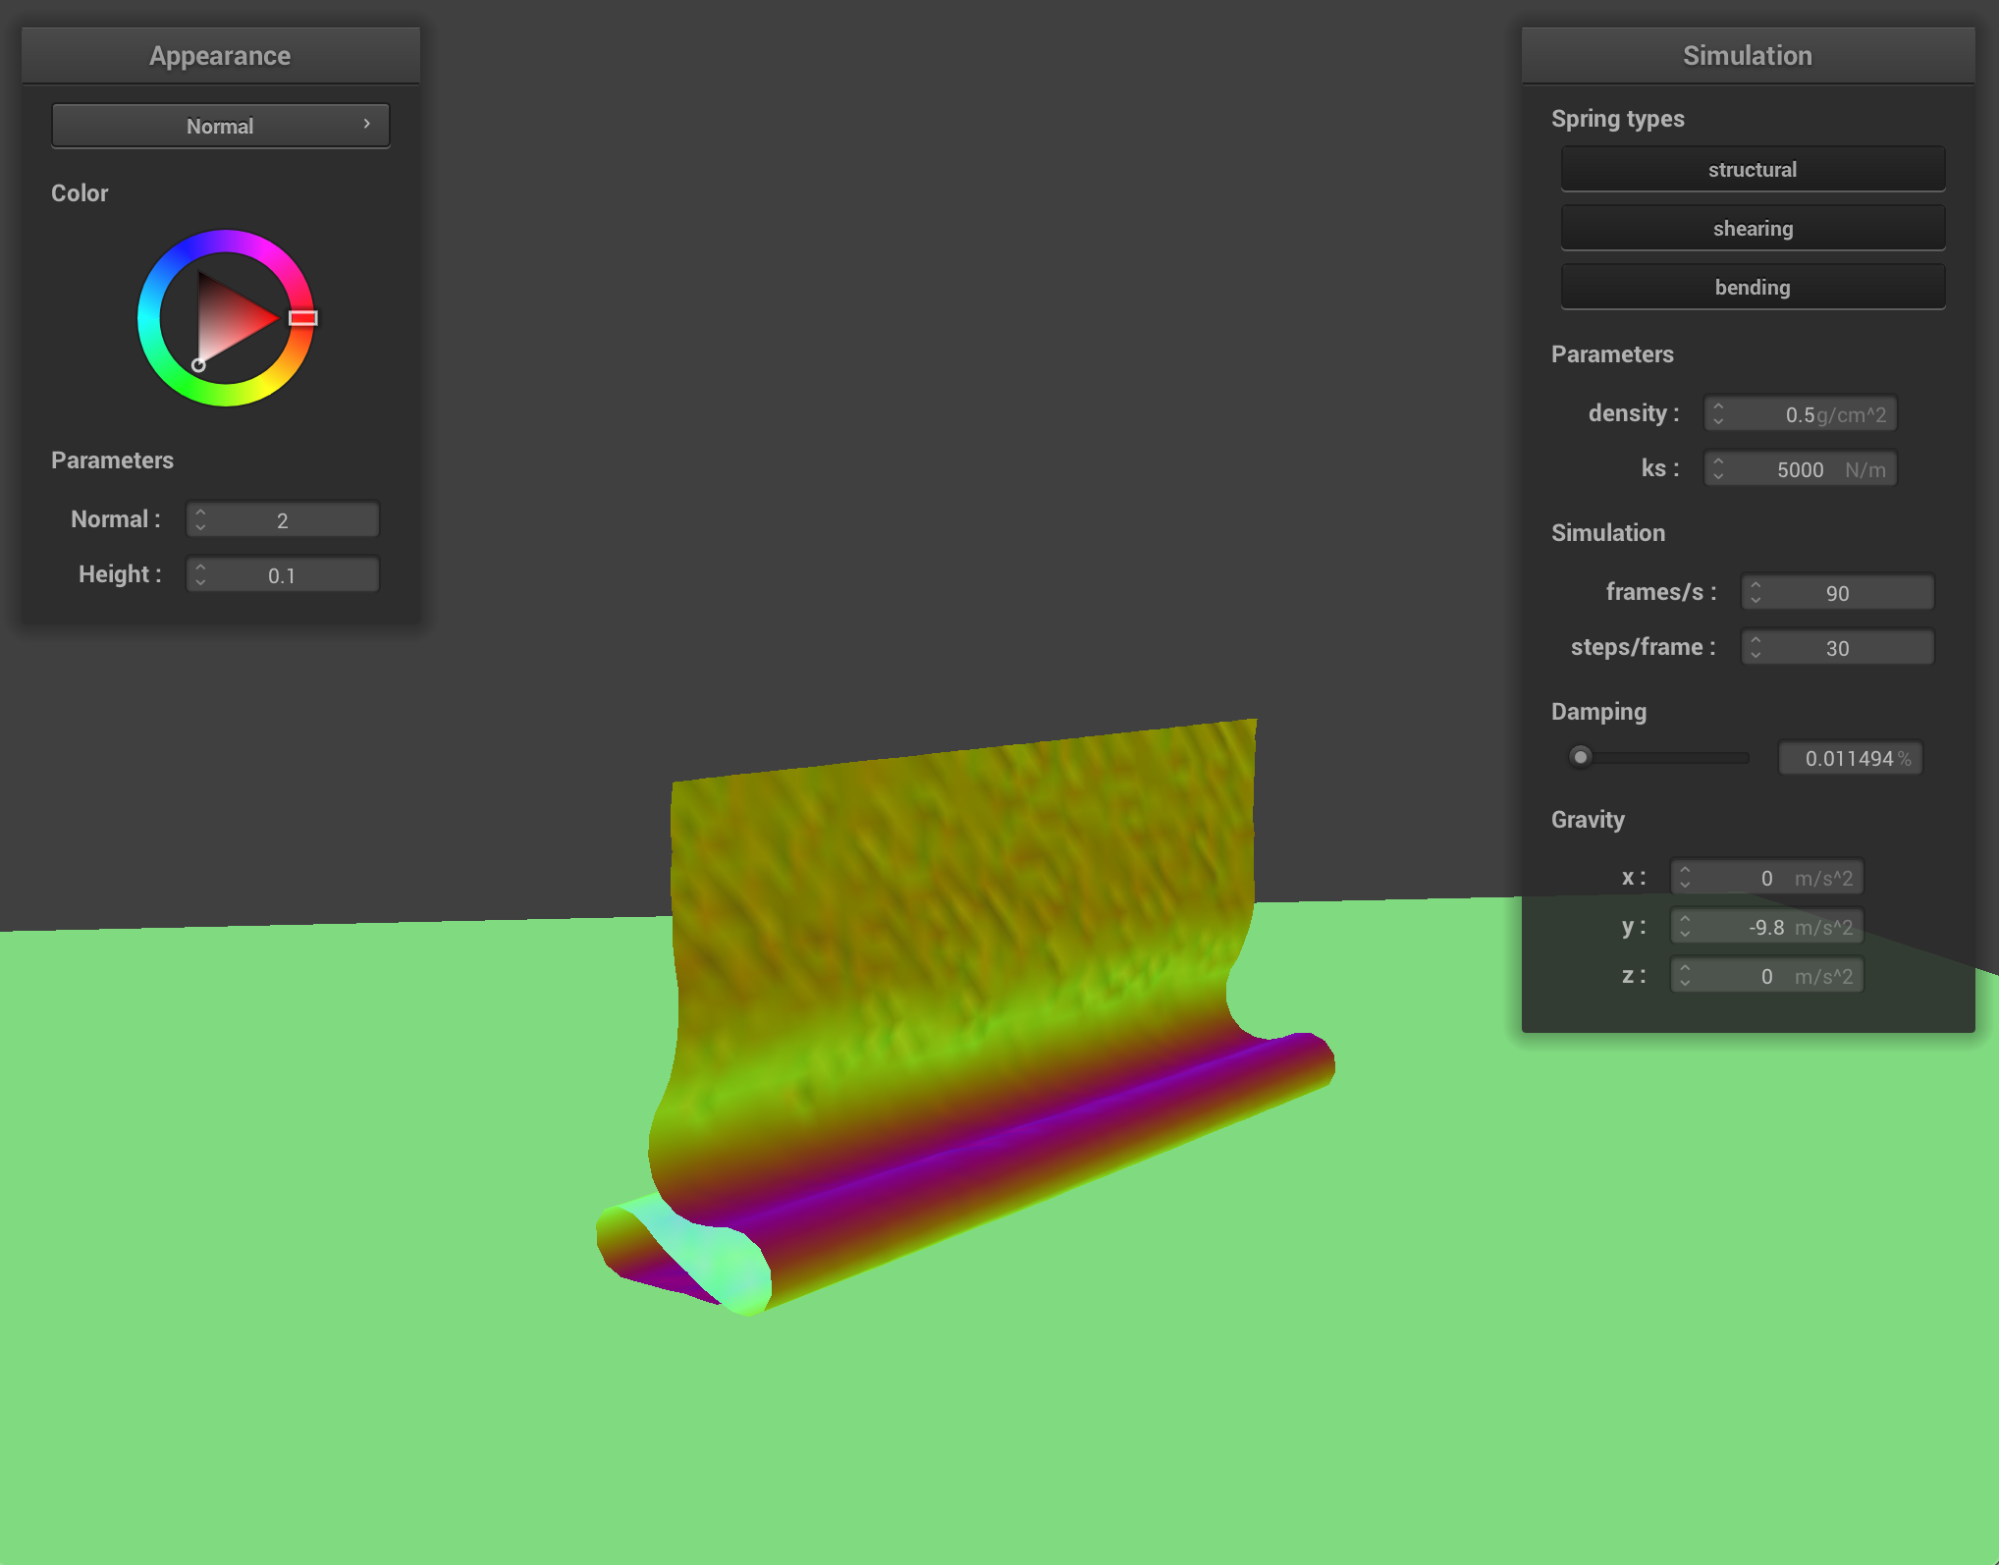 Appearance
Normal
Color
Parameters
Normal : 2
Height : 0.1
Simulation
Spring types
structural
shearing
bending
Parameters
density : 0.5 g/cm^2
ks : 5000 N/m
Simulation
frames/s : 90
steps/frame : 30
Damping
0.011494 %
Gravity
x : 0 m/s^2
y : -9.8 m/s^2
z : 0 m/s^2